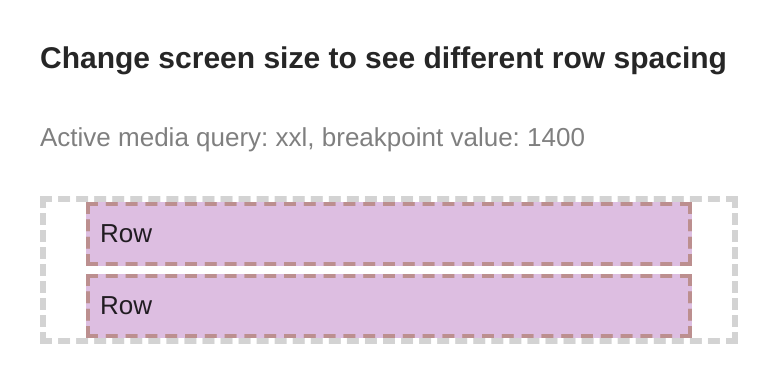 Change screen size to see different row spacing
Active media query: xxl, breakpoint value: 1400
Row
Row